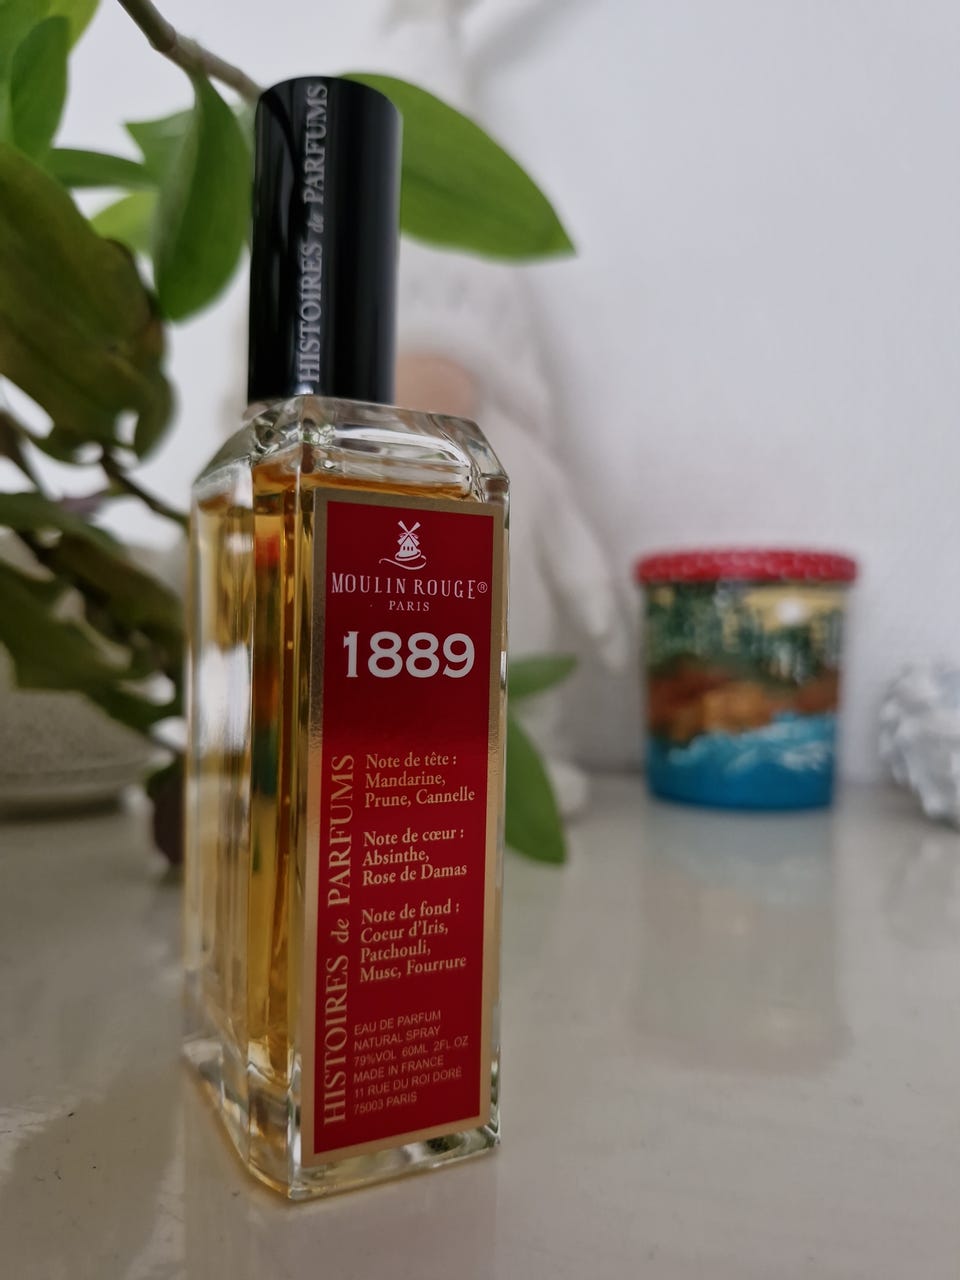 HISTOIRES de PARFUMS
MOULIN ROUGE®
PARIS
1889
HISTOIRES de PARFUMS
Note de tête :
Mandarine,
Prune, Cannelle
Note de cœur :
Absinthe,
Rose de Damas
Note de fond :
Coeur d'Iris,
Patchouli,
Musc, Fourrure
EAU DE PARFUM
NATURAL SPRAY
79%VOL 60ML 2FL OZ
MADE IN FRANCE
11 RUE DU ROI DORÉ
75003 PARIS